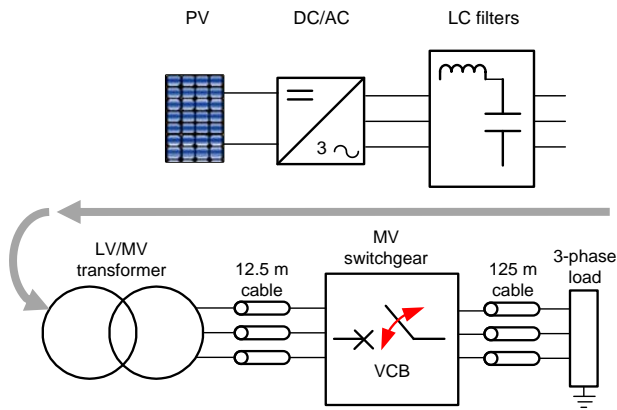 PV
DC/AC
LC filters
3
LV/MV
transformer
12.5 m
cable
MV
switchgear
125 m
cable
3-phase
load
VCB